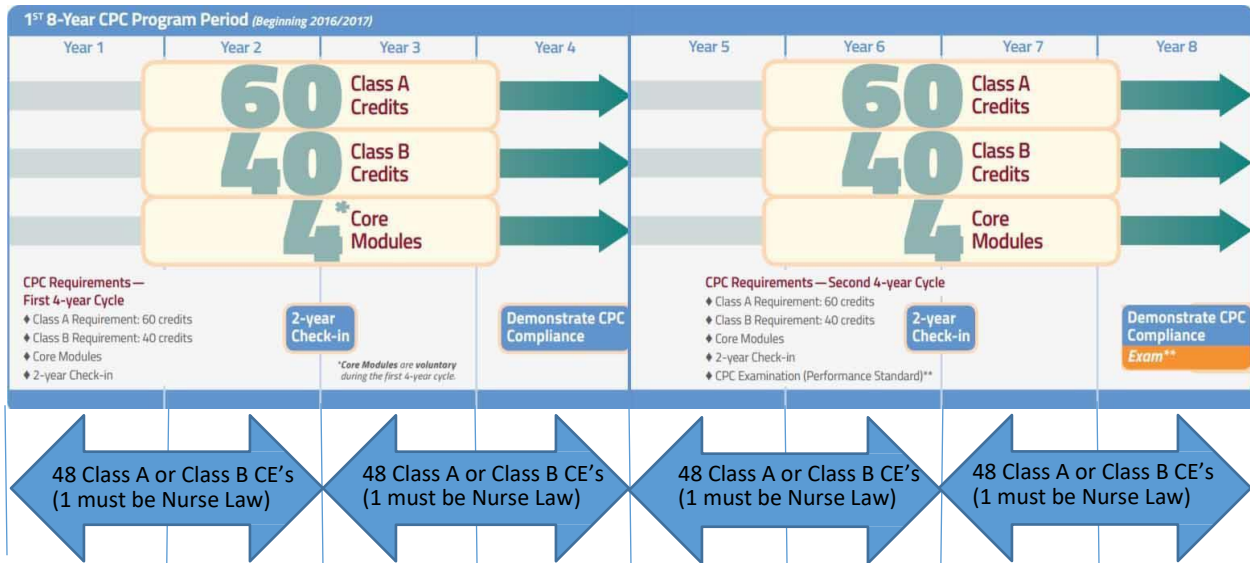 1ST 8-Year CPC Program Period (Beginning 2016/2017)
Year 1
Year 2
Year 3
Year 4
Year 5
Year 6
Year 7
Year 8
60 Class A
Credits
40 Class B
Credits
4* Core
Modules
60 Class A
Credits
40 Class B
Credits
4 Core
Modules
CPC Requirements—
First 4-year Cycle
♦ Class A Requirement: 60 credits
♦ Class B Requirement: 40 credits
♦ Core Modules
♦ 2-year Check-in
2-year
Check-in
*Core Modules are voluntary
during the first 4-year cycle.
Demonstrate CPC
Compliance
CPC Requirements—Second 4-year Cycle
♦ Class A Requirement: 60 credits
♦ Class B Requirement: 40 credits
♦ Core Modules
♦ 2-year Check-in
♦ CPC Examination (Performance Standard)**
2-year
Check-in
Demonstrate CPC
Compliance
Exam**
48 Class A or Class B CE’s
(1 must be Nurse Law)
48 Class A or Class B CE’s
(1 must be Nurse Law)
48 Class A or Class B CE’s
(1 must be Nurse Law)
48 Class A or Class B CE’s
(1 must be Nurse Law)